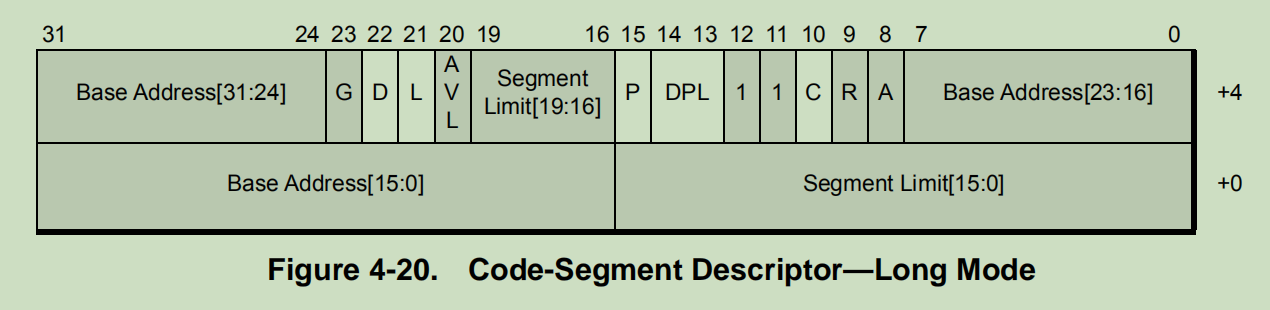 31 24 23 22 21 20 19 16 15 14 13 12 11 10 9 8 7 0
Base Address[31:24] G D L A V L Segment Limit[19:16] P DPL 1 1 C R A Base Address[23:16] +4
Base Address[15:0] Segment Limit[15:0] +0
Figure 4-20. Code-Segment Descriptor—Long Mode